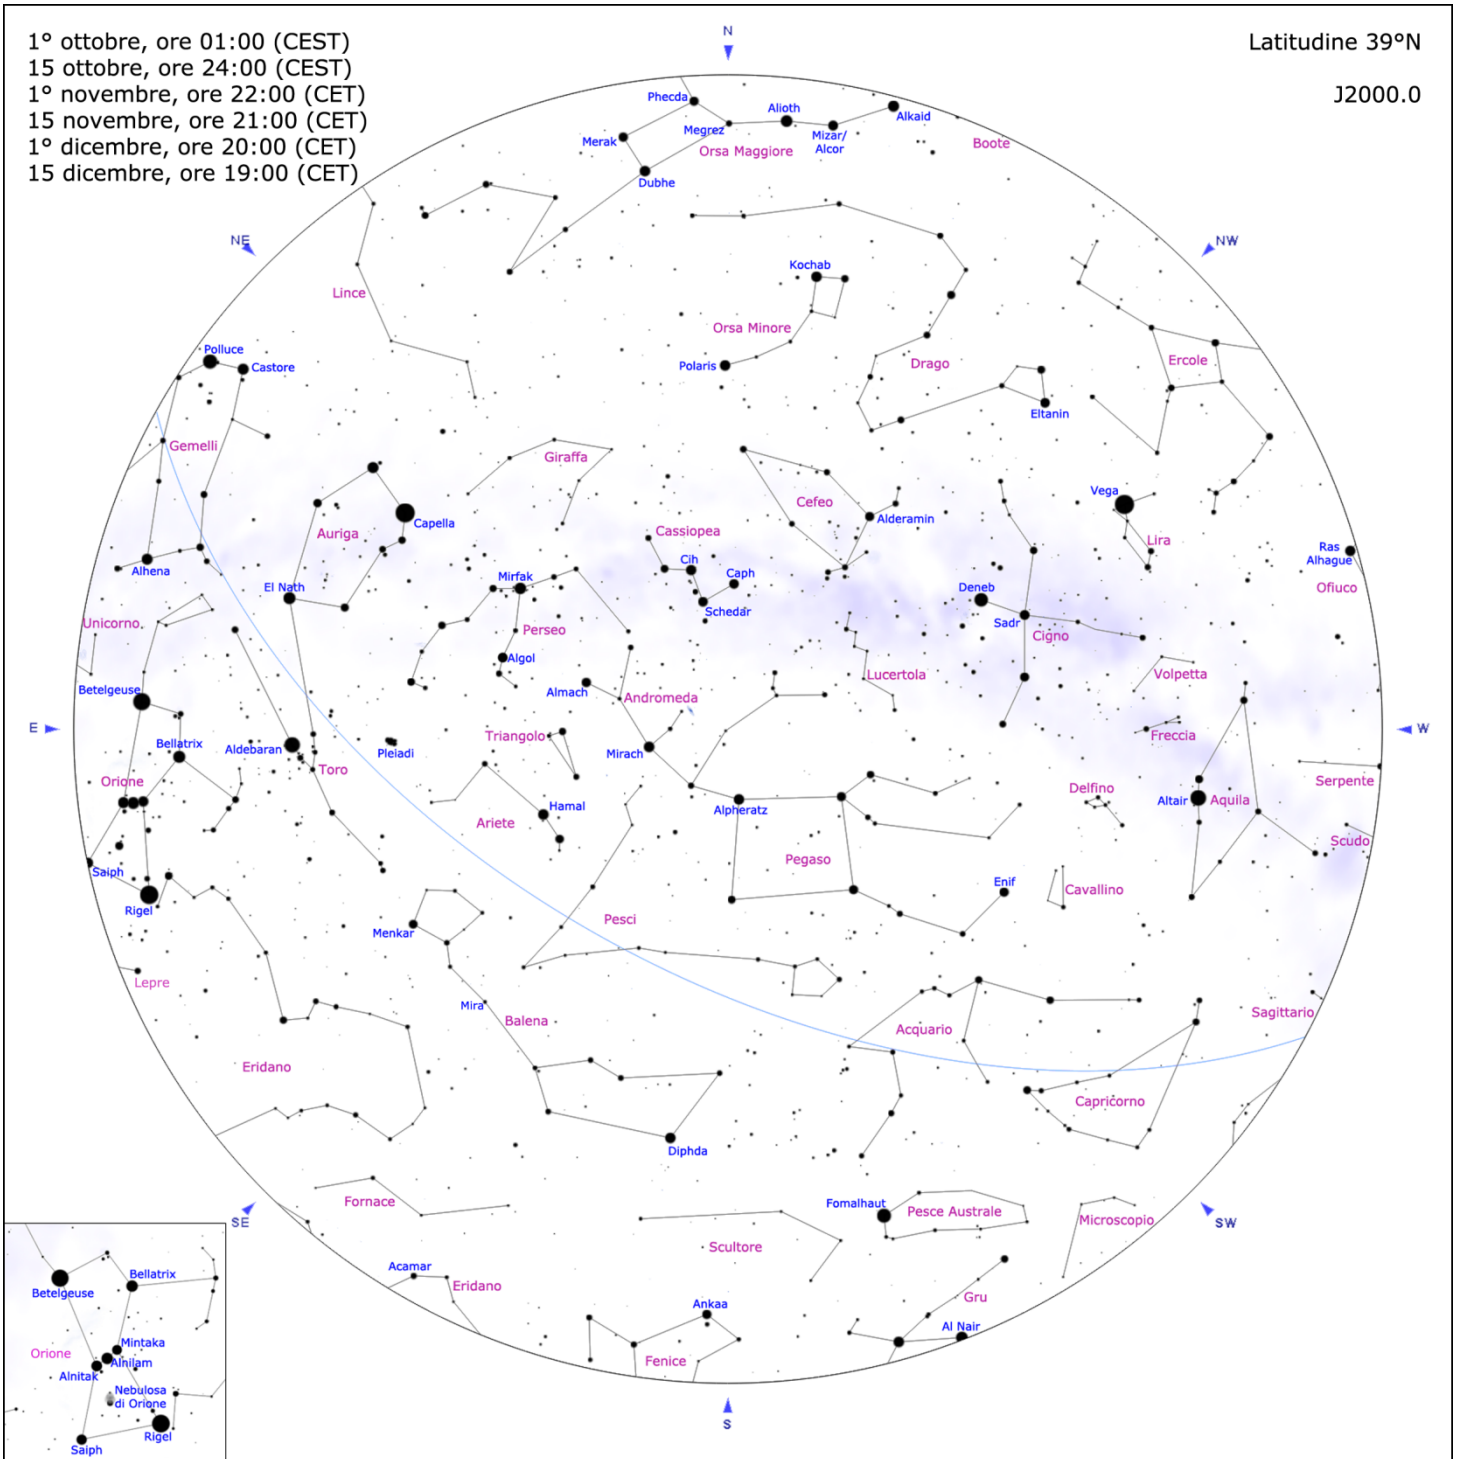 1° ottobre, ore 01:00 (CEST)
15 ottobre, ore 24:00 (CEST)
1° novembre, ore 22:00 (CET)
15 novembre, ore 21:00 (CET)
1° dicembre, ore 20:00 (CET)
15 dicembre, ore 19:00 (CET)
Latitudine 39°N
J2000.0
N
Phecda
Alioth
Alkaid
Megrez
Mizar/
Alcor
Merak
Orsa Maggiore
Boote
Dubhe
NE
NW
Kochab
Lince
Orsa Minore
Polluce
Castore
Polaris
Drago
Ercole
Eltanin
Gemelli
Giraffa
Vega
Cefeo
Capella
Alderamin
Auriga
Cassiopea
Lira
Ras
Alhague
Cih
Alhena
Caph
Mirfak
El Nath
Deneb
Ofiuco
Schedar
Unicorno
Sadr
Perseo
Cigno
Algol
Lucertola
Volpetta
Betelgeuse
Almach
Andromeda
E
W
Bellatrix
Aldebaran
Pleiadi
Triangolo
Mirach
Freccia
Toro
Orione
Serpente
Delfino
Hamal
Alpheratz
Altair
Aquila
Ariete
Scudo
Pegaso
Saiph
Enif
Cavallino
Rigel
Pesci
Menkar
Lepre
Mira
Balena
Sagittario
Acquario
Eridano
Capricorno
Diphda
Fornace
Fomalhaut
Pesce Australe
Microscopio
SE
SW
Scultore
Acamar
Eridano
Gru
Ankaa
Al Nair
Fenice
S
Bellatrix
Betelgeuse
Mintaka
Orione
Alnilam
Alnitak
Nebulosa
di Orione
Rigel
Saiph